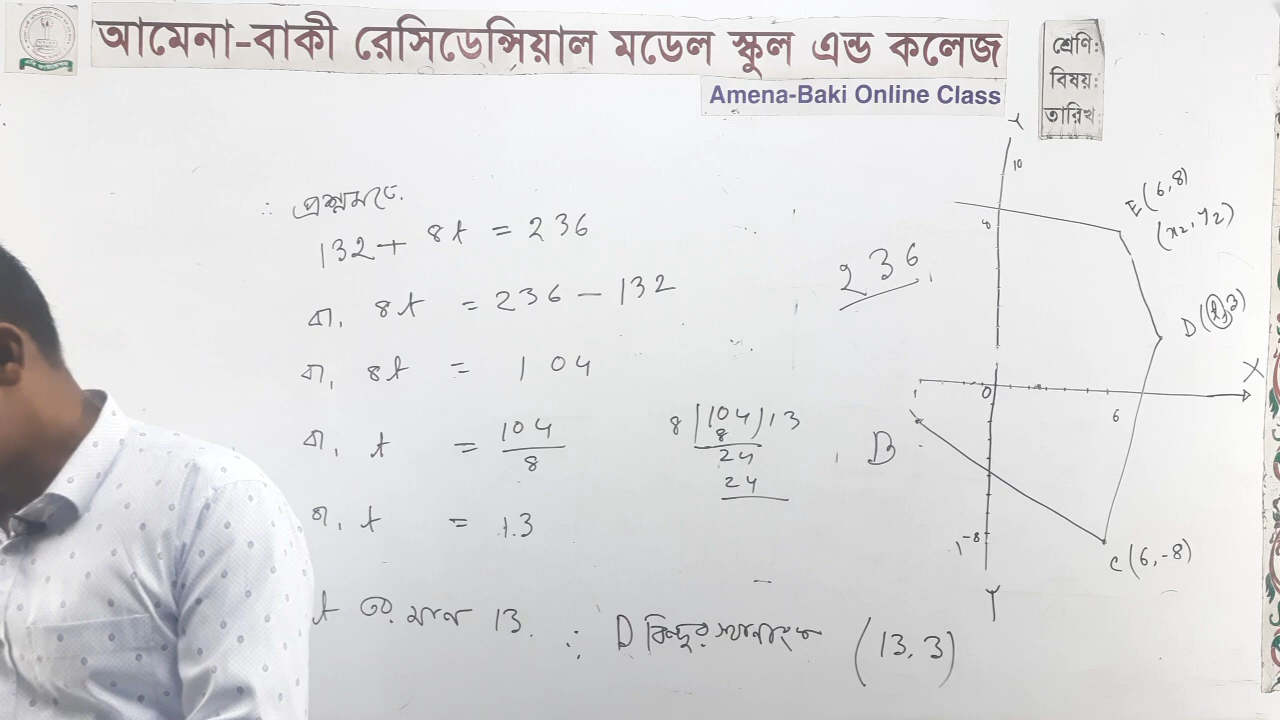 আমেনা-বাকী রেসিডেন্সিয়াল মডেল স্কুল এন্ড কলেজ
Amena-Baki Online Class
শ্রেণি:
বিষয়:
তারিখ
∴ প্রশ্নমতে,
132 + 8t = 236
বা, 8t = 236 - 132
বা, 8t = 104
বা, t = 104/8
বা, t = 13
t এর মান 13. ∴ D বিন্দুর স্থানাংক (13, 3)
236
8)104(13
8
24
24
Y
10
8
E(6,8)
(x₂, y₂)
D(t,3)
X
0
6
B
-8
C(6,-8)
Y